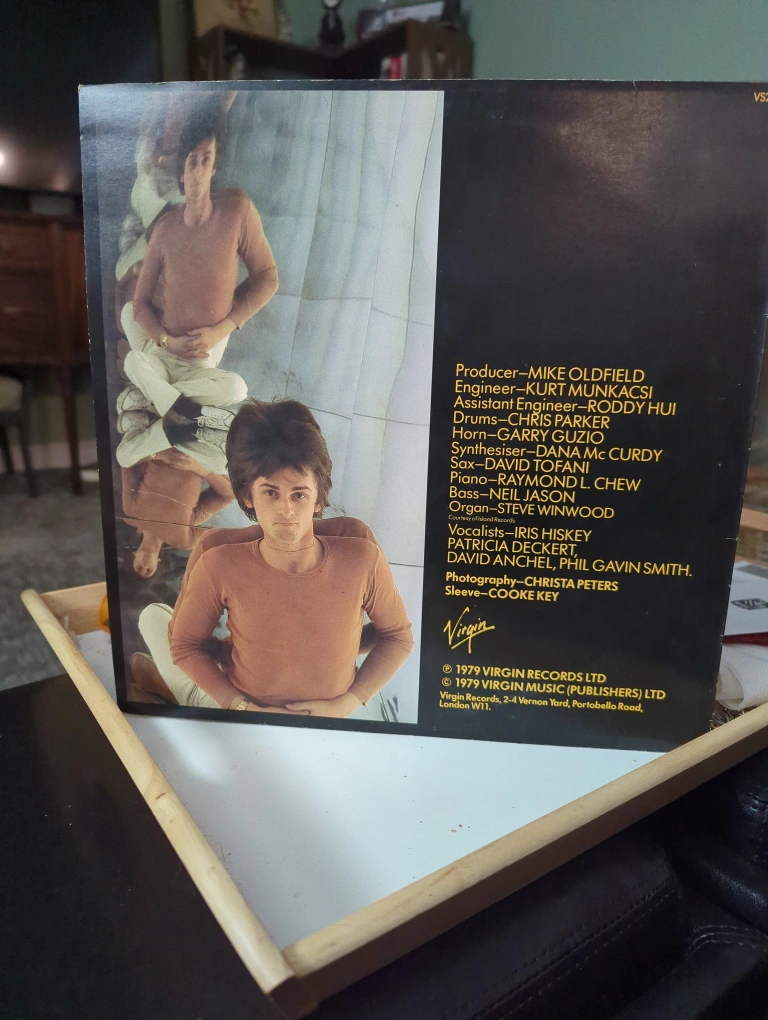 VS2
Producer–MIKE OLDFIELD
Engineer–KURT MUNKACSI
Assistant Engineer–RODDY HUI
Drums–CHRIS PARKER
Horn–GARRY GUZIO
Synthesiser–DANA Mc CURDY
Sax–DAVID TOFANI
Piano–RAYMOND L. CHEW
Bass–NEIL JASON
Organ–STEVE WINWOOD
Courtesy of Island Records
Vocalists–IRIS HISKEY
PATRICIA DECKERT,
DAVID ANCHEL, PHIL GAVIN SMITH.
Photography–CHRISTA PETERS
Sleeve–COOKE KEY
Virgin
℗ 1979 VIRGIN RECORDS LTD
© 1979 VIRGIN MUSIC (PUBLISHERS) LTD
Virgin Records, 2-4 Vernon Yard, Portobello Road,
London W11.